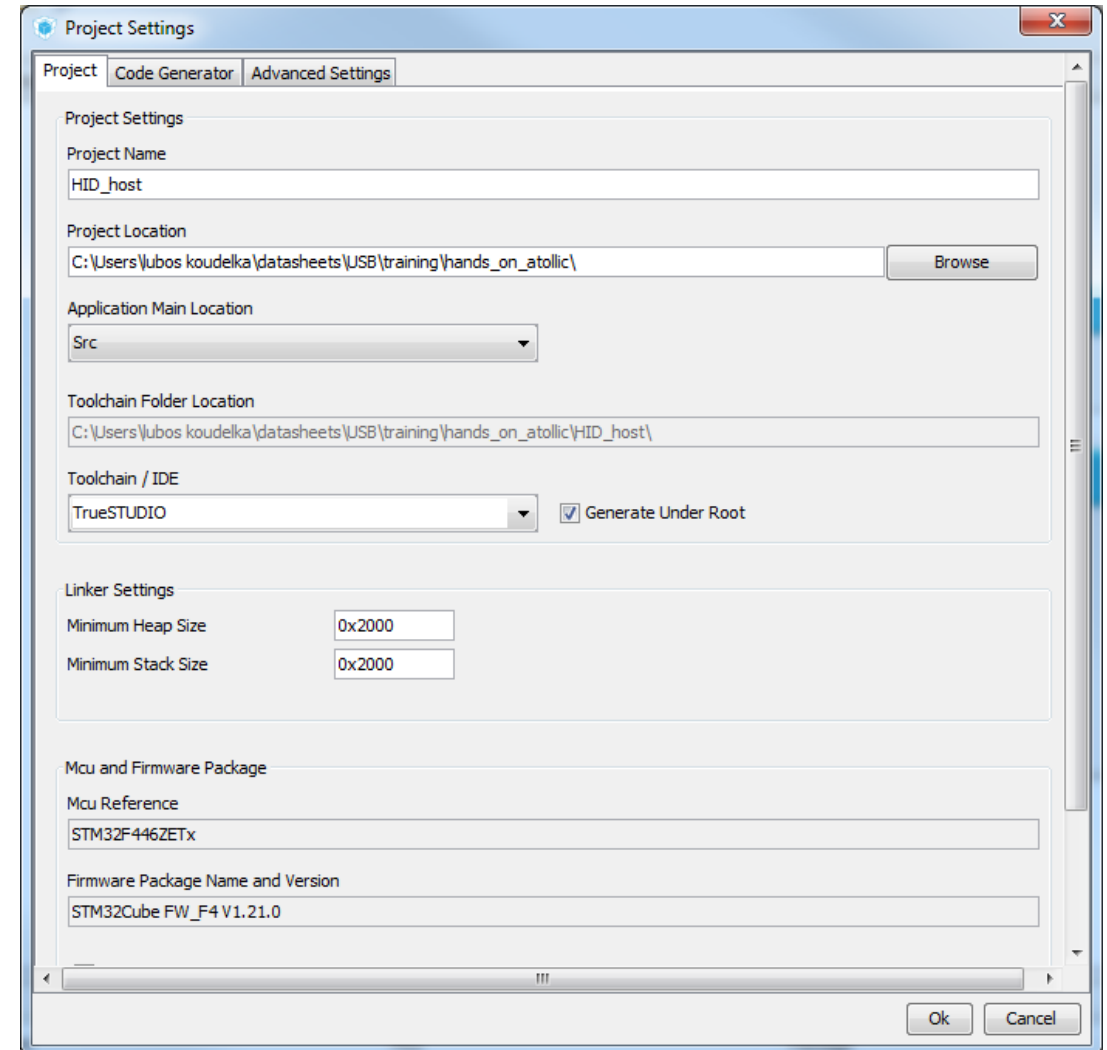 Project Settings
Project
Code Generator
Advanced Settings
Project Settings
Project Name
HID_host
Project Location
C:\Users\lubos koudelka\datasheets\USB\training\hands_on_atollic\
Browse
Application Main Location
Src
Toolchain Folder Location
C:\Users\lubos koudelka\datasheets\USB\training\hands_on_atollic\HID_host\
Toolchain / IDE
TrueSTUDIO
Generate Under Root
Linker Settings
Minimum Heap Size
0x2000
Minimum Stack Size
0x2000
Mcu and Firmware Package
Mcu Reference
STM32F446ZETx
Firmware Package Name and Version
STM32Cube FW_F4 V1.21.0
Ok
Cancel